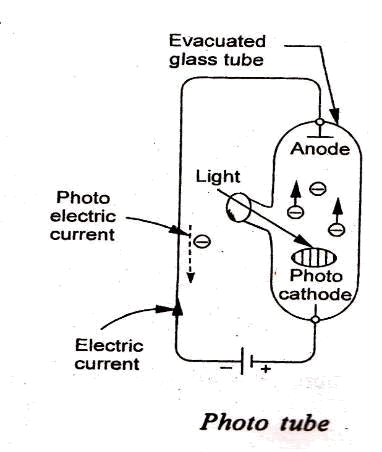 Evacuated
glass tube
Anode
Light
Photo
electric
current
Photo
cathode
Electric
current
− +
Photo tube